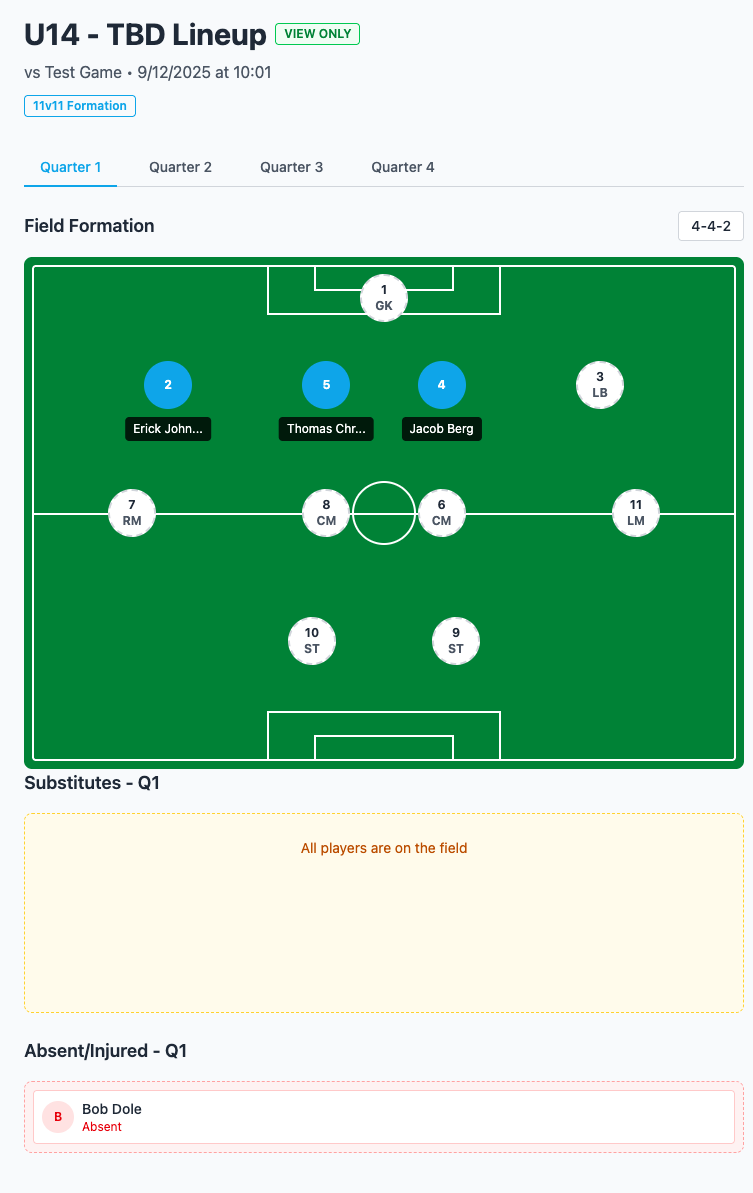 U14 - TBD Lineup VIEW ONLY
vs Test Game • 9/12/2025 at 10:01
11v11 Formation
Quarter 1 Quarter 2 Quarter 3 Quarter 4
Field Formation 4-4-2
1
GK
2
Erick John...
5
Thomas Chr...
4
Jacob Berg
3
LB
7
RM
8
CM
6
CM
11
LM
10
ST
9
ST
Substitutes - Q1
All players are on the field
Absent/Injured - Q1
B
Bob Dole
Absent